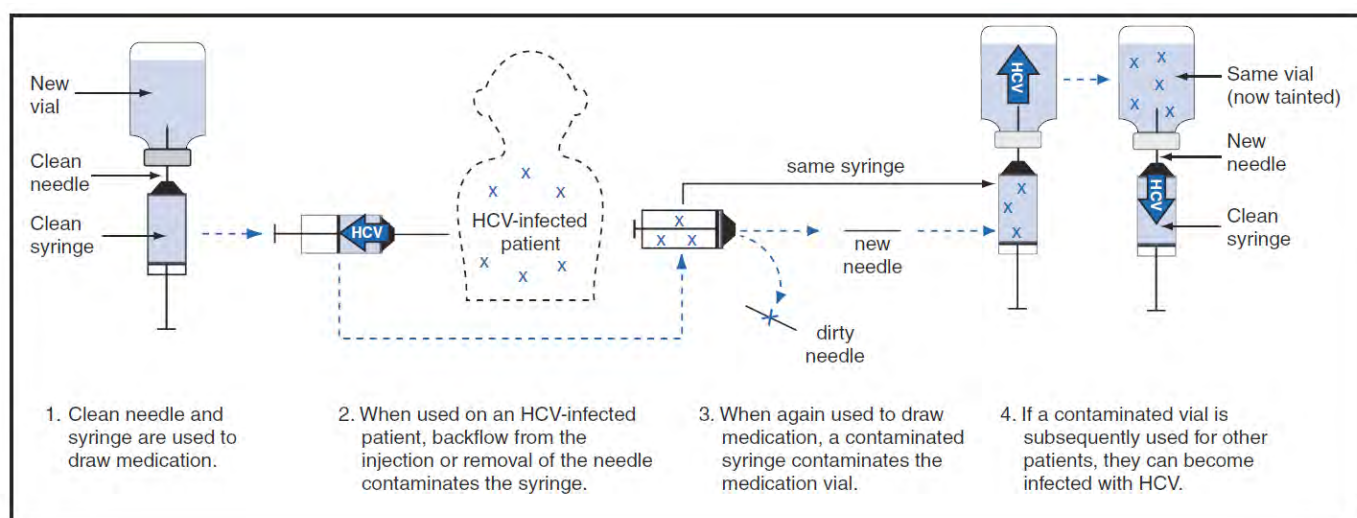 New
vial
Clean
needle
Clean
syringe
HCV
HCV-infected
patient
same syringe
new
needle
dirty
needle
HCV
Same vial
(now tainted)
New
needle
HCV
Clean
syringe
1. Clean needle and
syringe are used to
draw medication.
2. When used on an HCV-infected
patient, backflow from the
injection or removal of the needle
contaminates the syringe.
3. When again used to draw
medication, a contaminated
syringe contaminates the
medication vial.
4. If a contaminated vial is
subsequently used for other
patients, they can become
infected with HCV.